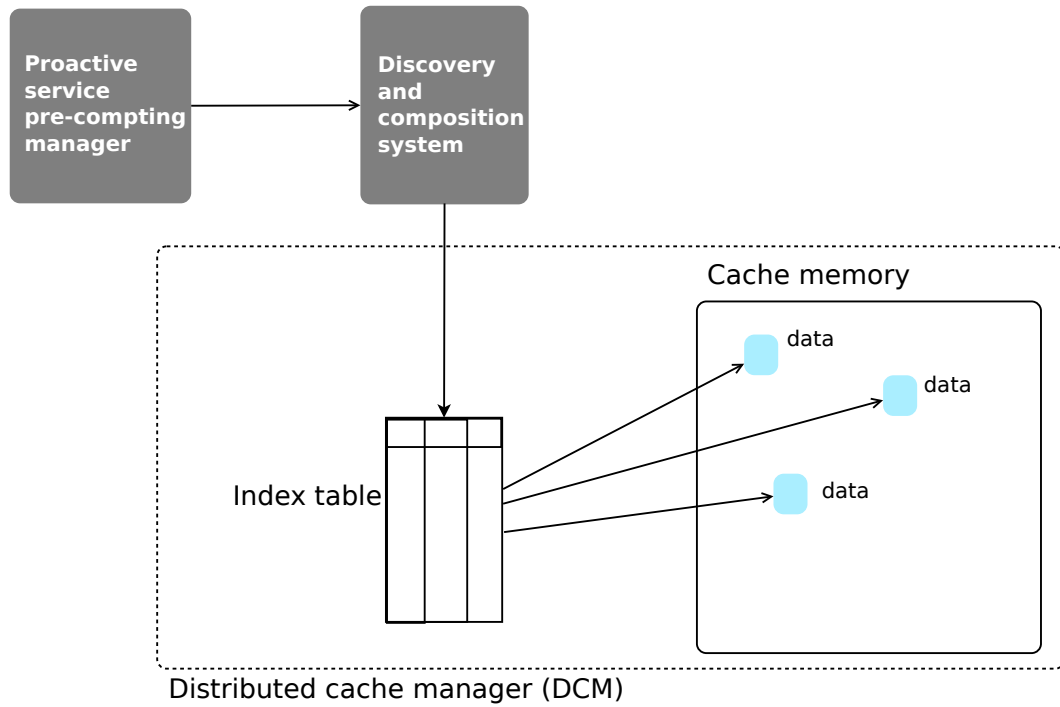 Proactive
service
pre-compting
manager
Discovery
and
composition
system
Cache memory
data
data
data
Index table
Distributed cache manager (DCM)